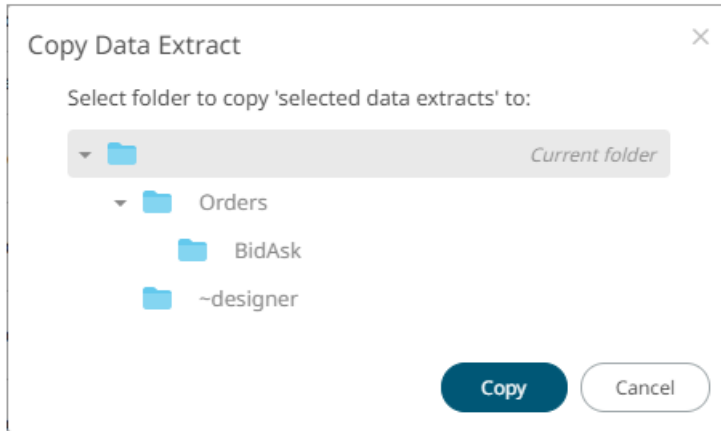 Copy Data Extract
Select folder to copy 'selected data extracts' to:
Current folder
Orders
BidAsk
~designer
Copy Cancel